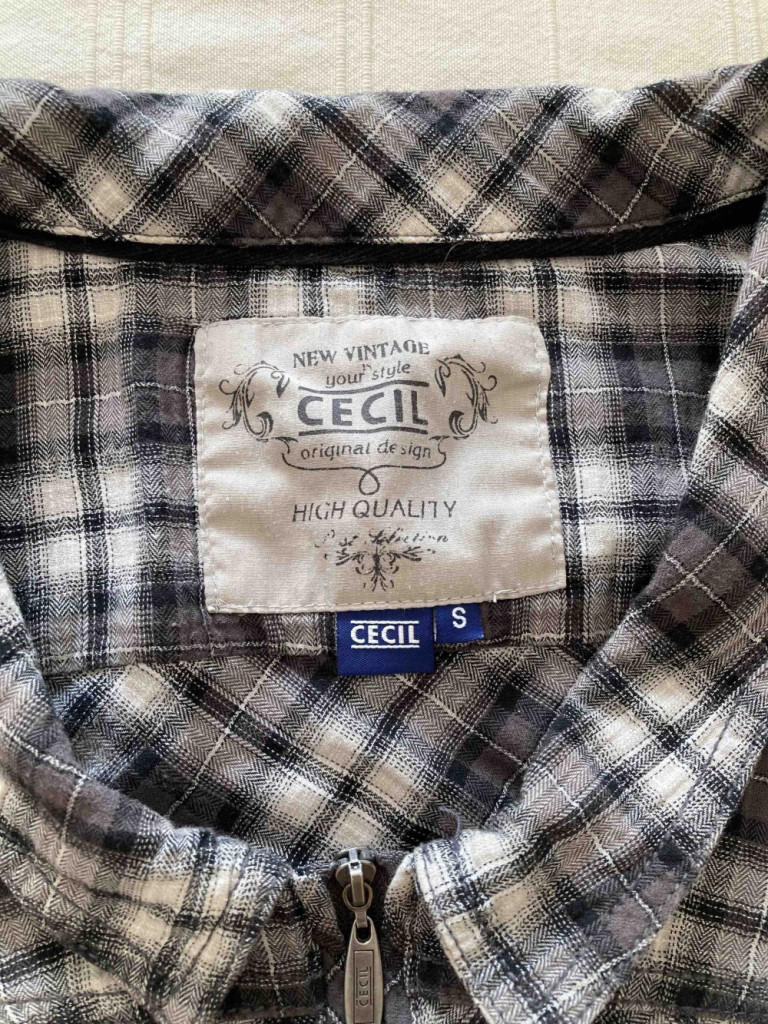 NEW VINTAGE
your style
CECIL
original design
HIGH QUALITY
CECIL
S
CECIL